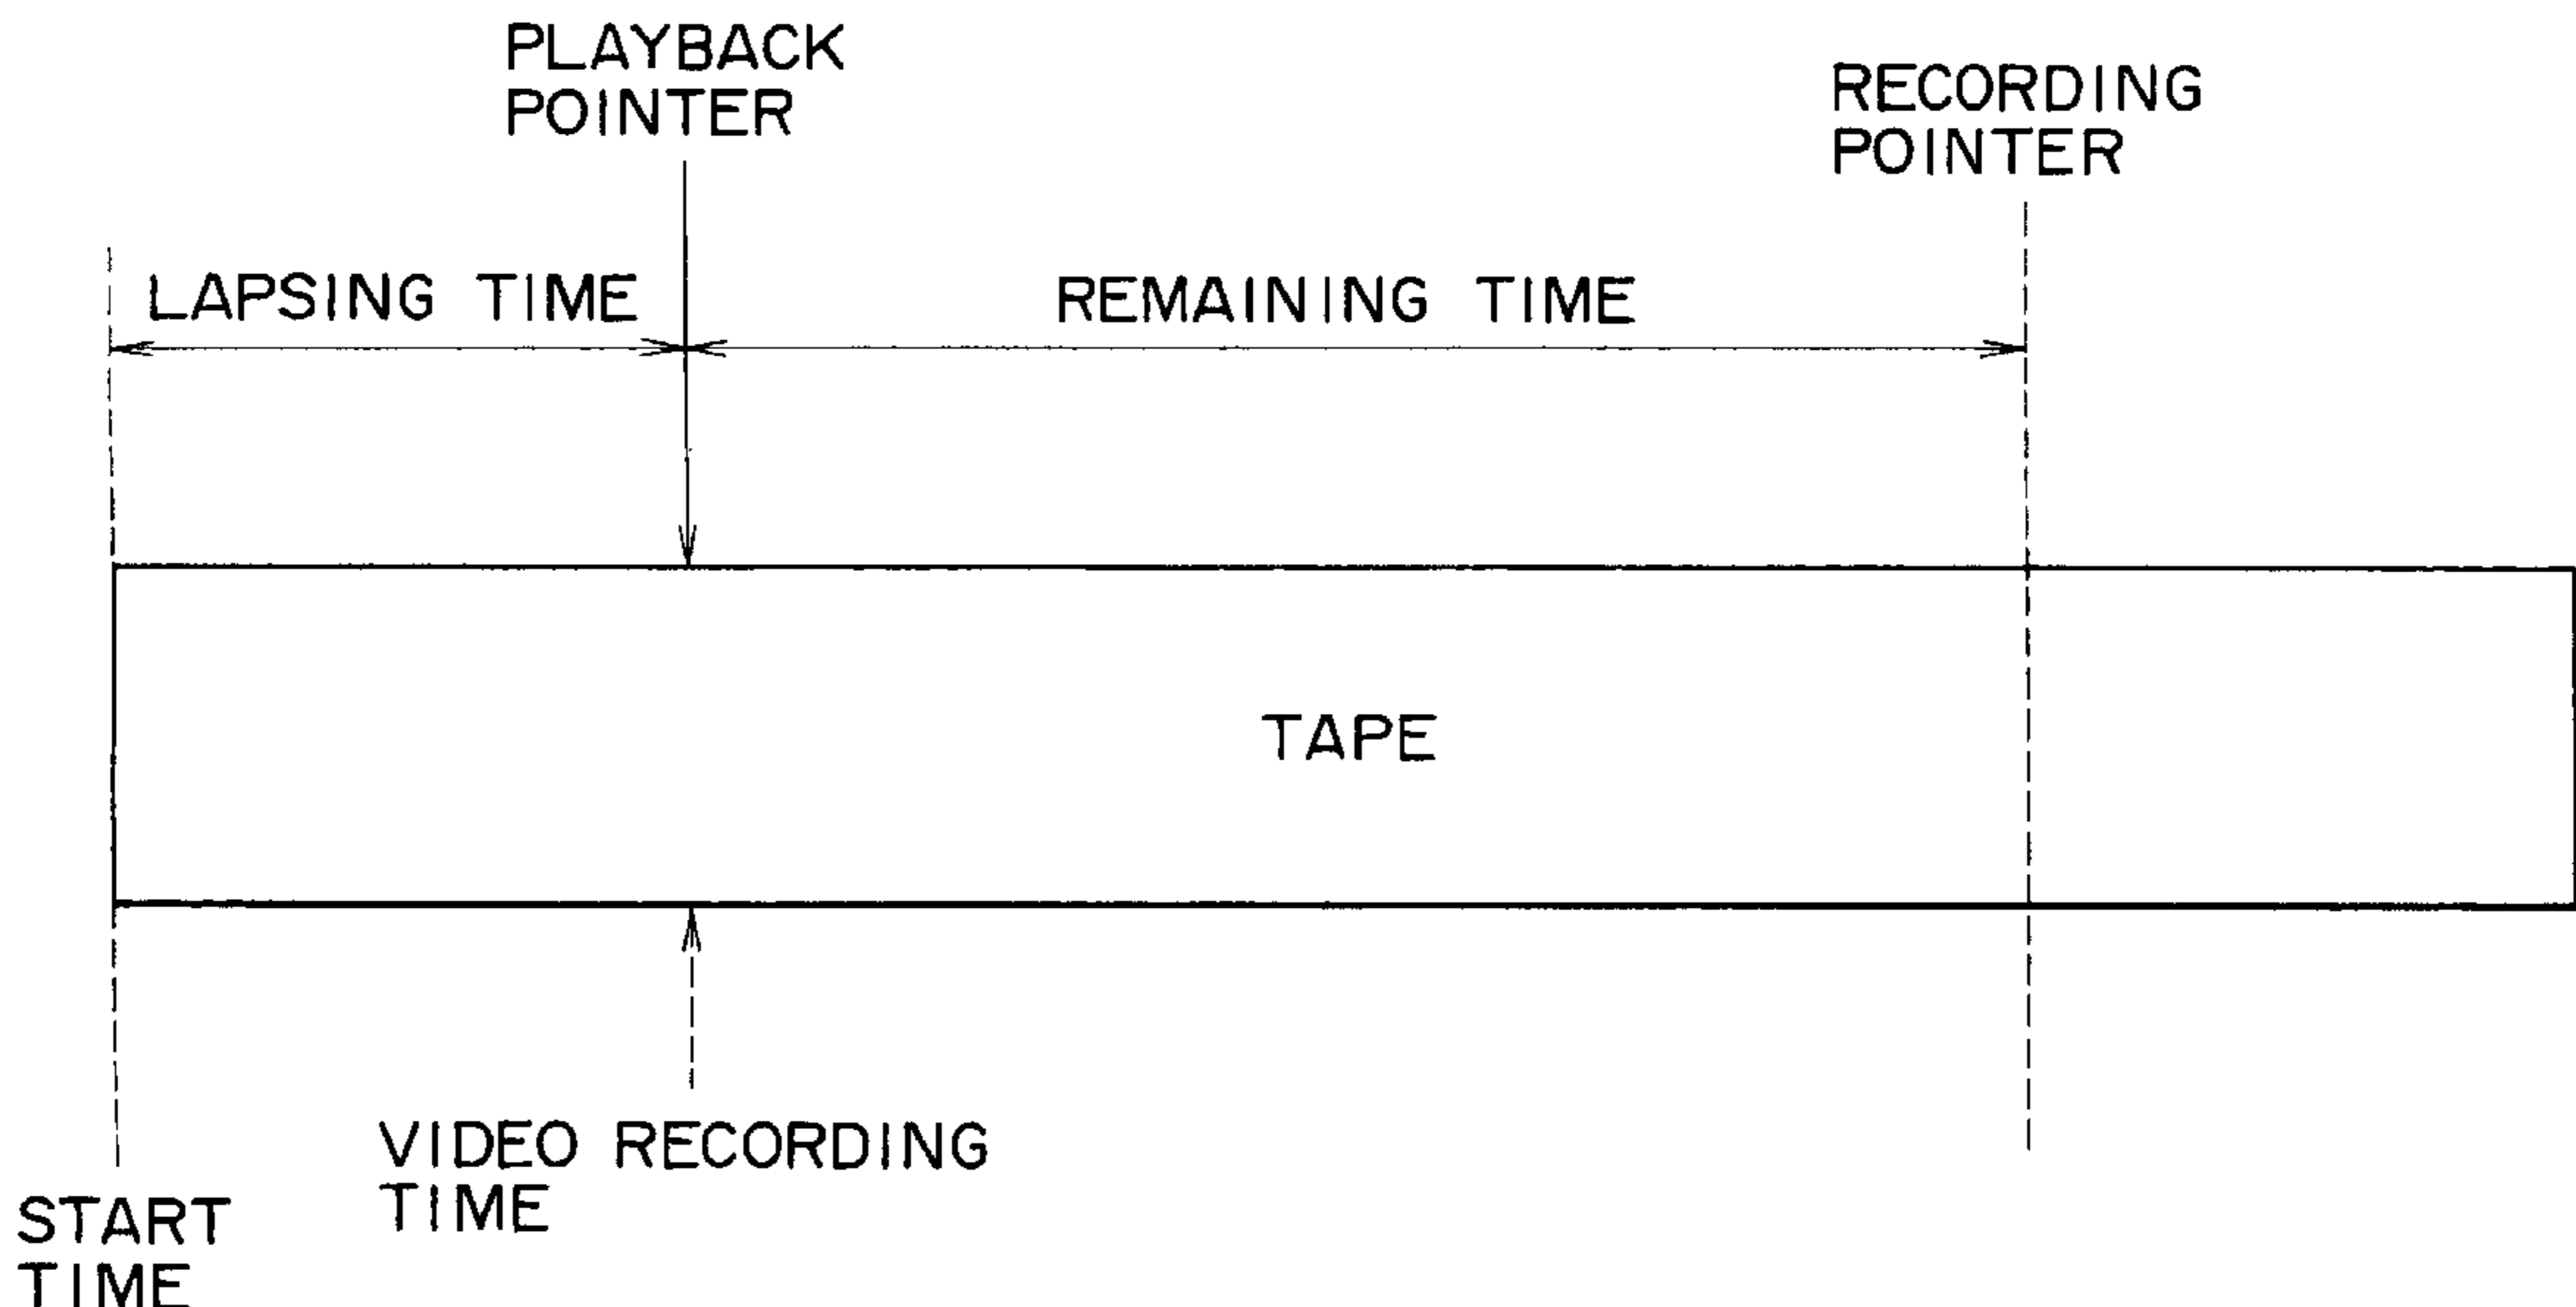 PLAYBACK
POINTER
RECORDING
POINTER
LAPSING TIME
REMAINING TIME
TAPE
VIDEO RECORDING
TIME
START
TIME